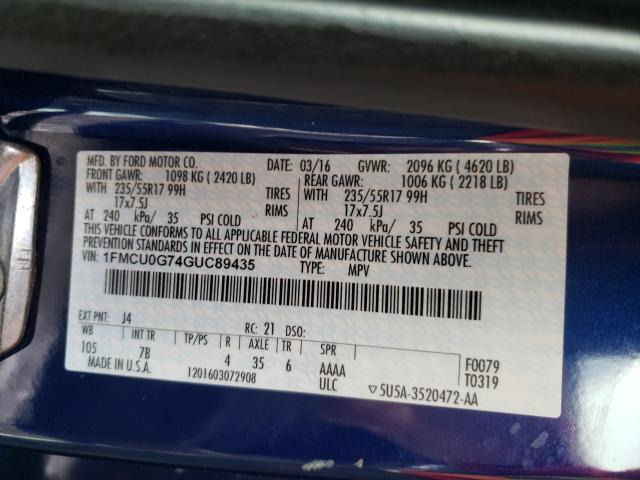 MFD. BY FORD MOTOR CO. DATE: 03/16 GVWR: 2096 KG ( 4620 LB)
FRONT GAWR: 1098 KG ( 2420 LB) REAR GAWR: 1006 KG ( 2218 LB)
WITH 235/55R17 99H TIRES WITH 235/55R17 99H TIRES
17x7.5J RIMS 17x7.5J RIMS
AT 240 kPa/ 35 PSI COLD AT 240 kPa/ 35 PSI COLD
THIS VEHICLE CONFORMS TO ALL APPLICABLE FEDERAL MOTOR VEHICLE SAFETY AND THEFT
PREVENTION STANDARDS IN EFFECT ON THE DATE OF MANUFACTURE SHOWN ABOVE.
VIN: 1FMCU0G74GUC89435 TYPE: MPV
EXT PNT: J4 RC: 21 DSO:
WB INT TR TP/PS R AXLE TR SPR
105 7B 4 35 6 AAAA F0079
MADE IN U.S.A. 1201603072908 ULC T0319
▽5U5A-3520472-AA